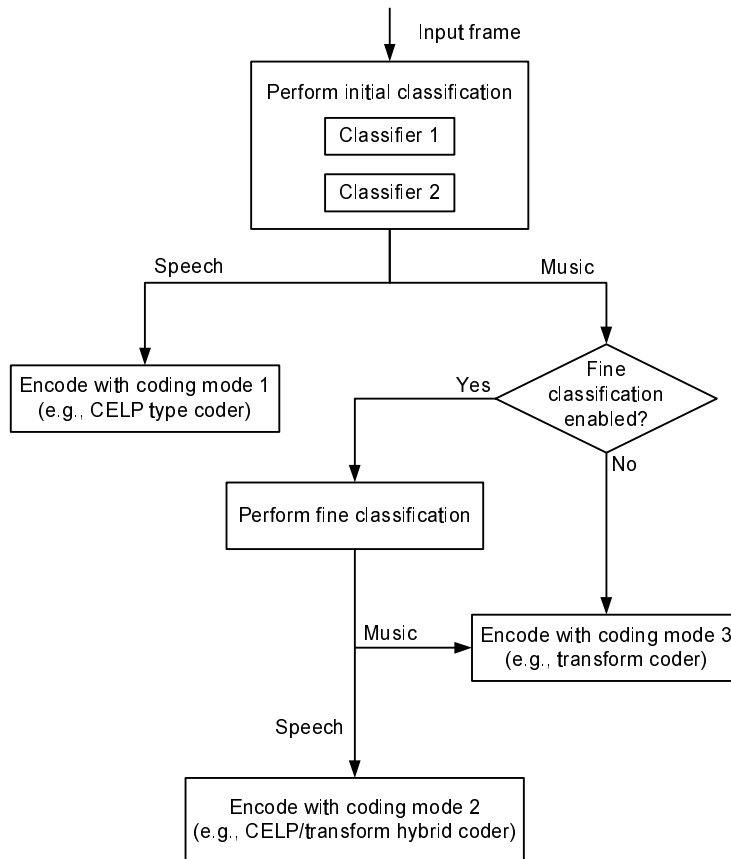 Input frame
Perform initial classification
Classifier 1
Classifier 2
Speech
Music
Encode with coding mode 1
(e.g., CELP type coder)
Yes
Fine
classification
enabled?
No
Perform fine classification
Music
Encode with coding mode 3
(e.g., transform coder)
Speech
Encode with coding mode 2
(e.g., CELP/transform hybrid coder)